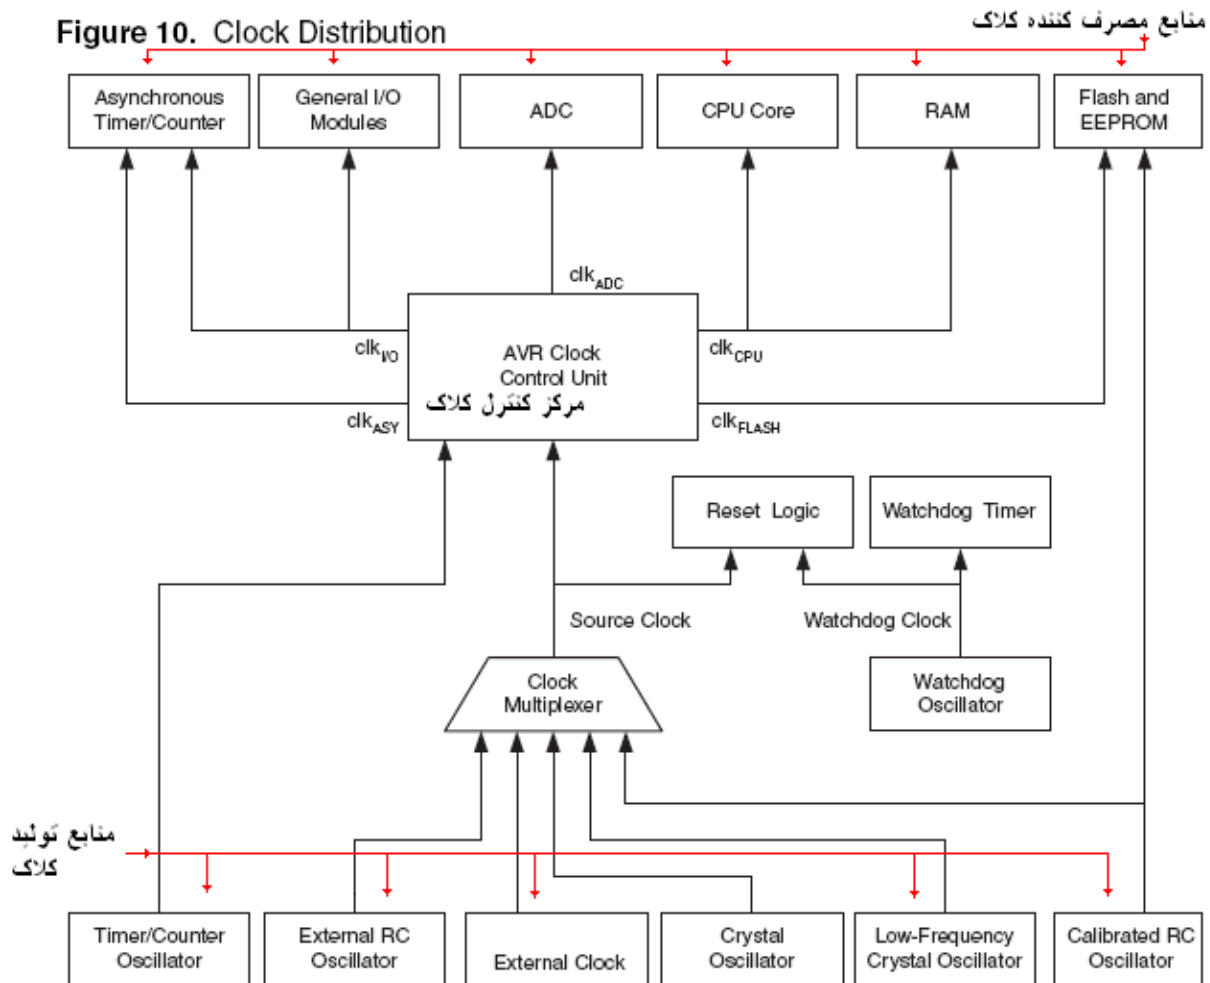 Figure 10. Clock Distribution
منابع مصرف کننده کلاک
Asynchronous
Timer/Counter
General I/O
Modules
ADC
CPU Core
RAM
Flash and
EEPROM
clkADC
clkI/O
AVR Clock
Control Unit
مرکز کنترل کلاک
clkCPU
clkASY
clkFLASH
Reset Logic
Watchdog Timer
Source Clock
Watchdog Clock
Clock
Multiplexer
Watchdog
Oscillator
منابع تولید
کلاک
Timer/Counter
Oscillator
External RC
Oscillator
External Clock
Crystal
Oscillator
Low-Frequency
Crystal Oscillator
Calibrated RC
Oscillator